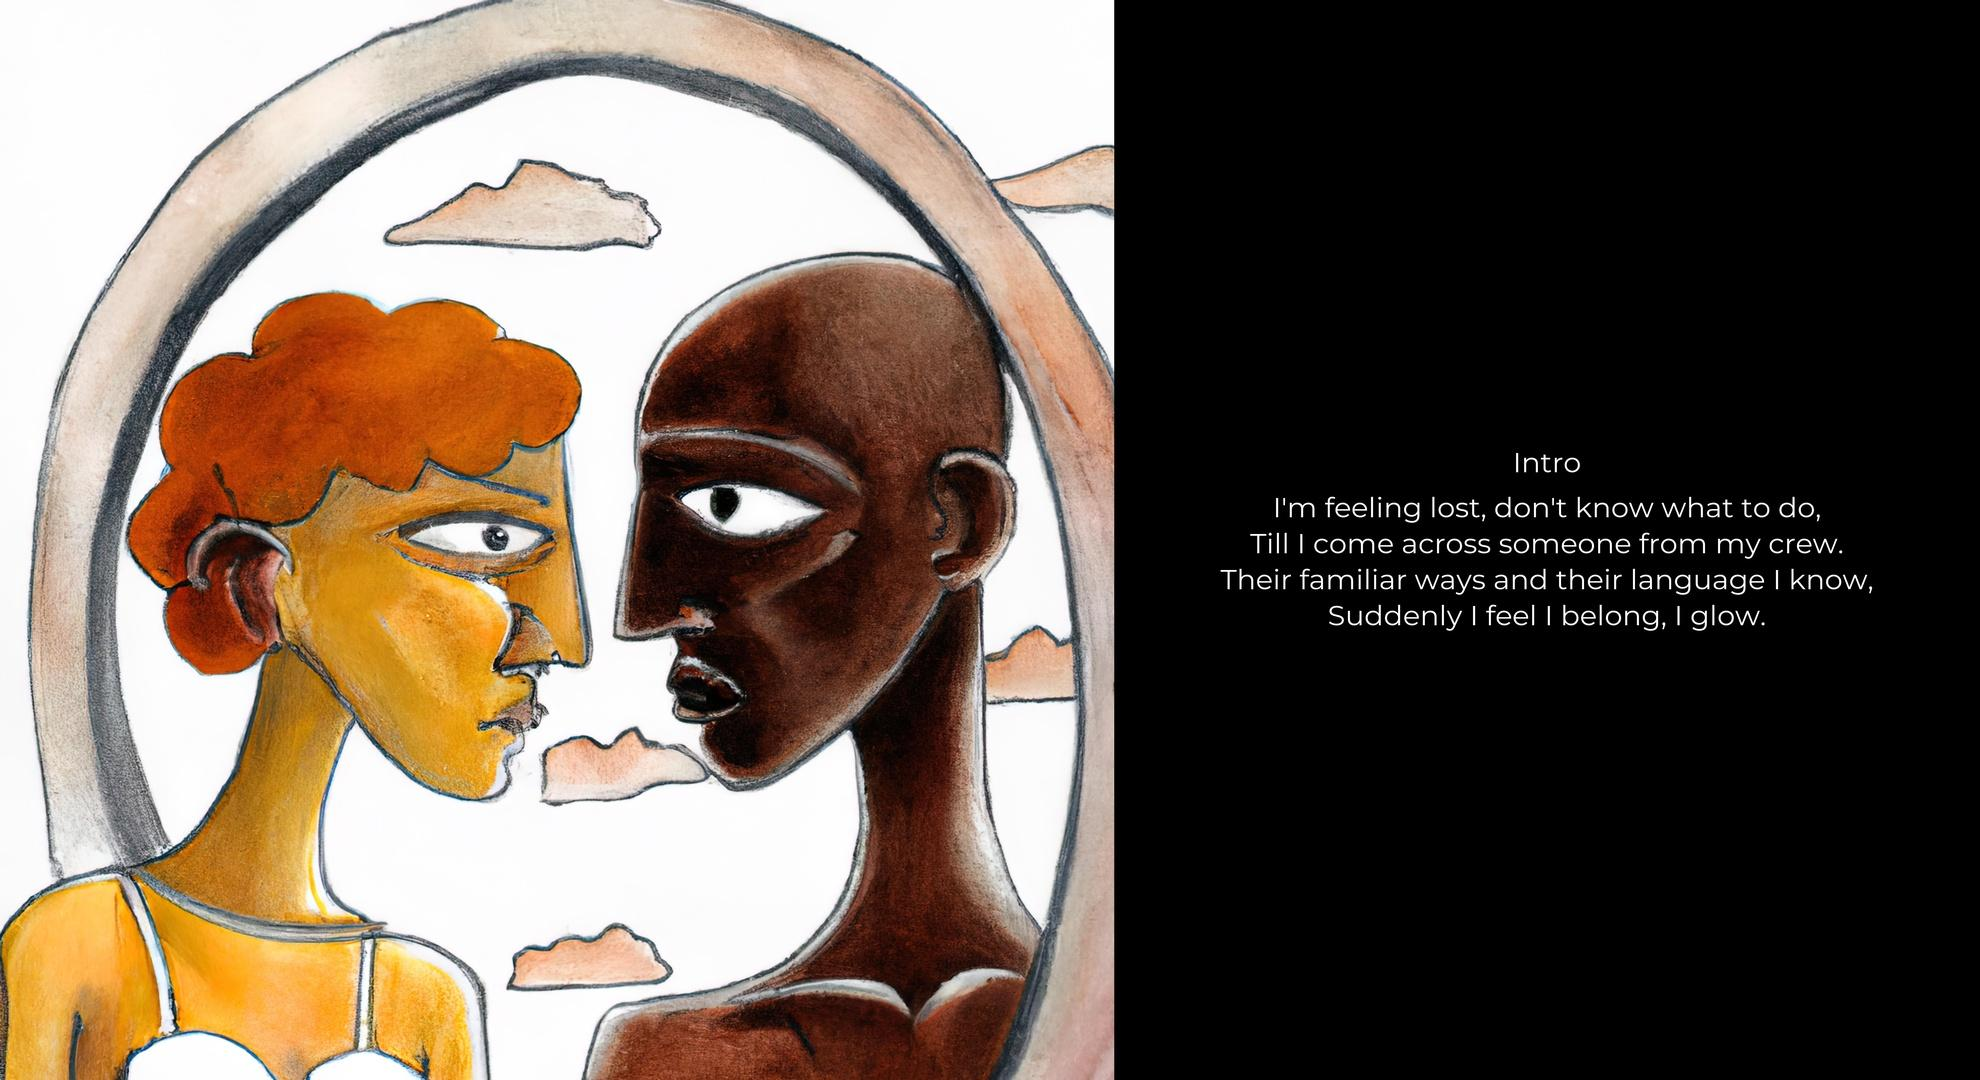 Intro
I'm feeling lost, don't know what to do,
Till I come across someone from my crew.
Their familiar ways and their language I know,
Suddenly I feel I belong, I glow.